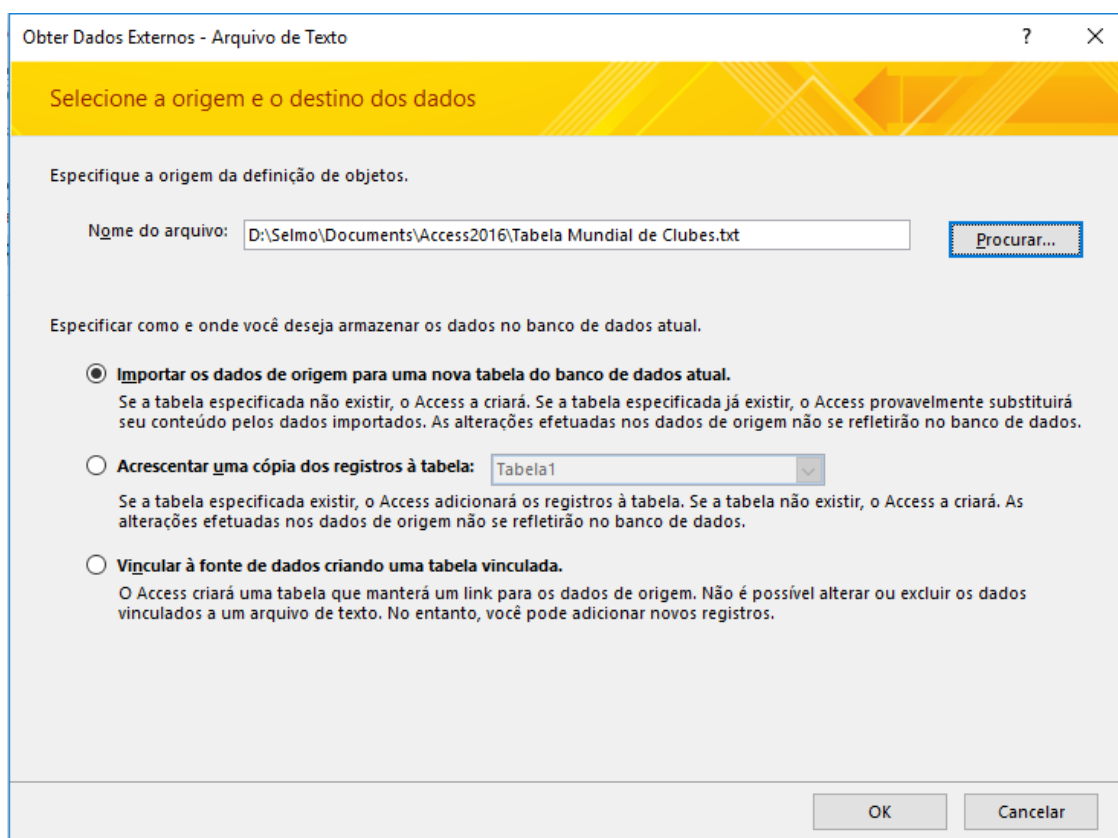 Obter Dados Externos - Arquivo de Texto
?
Selecione a origem e o destino dos dados
Especifique a origem da definição de objetos.
Nome do arquivo: D:\Selmo\Documents\Access2016\Tabela Mundial de Clubes.txt Procurar...
Especificar como e onde você deseja armazenar os dados no banco de dados atual.
Importar os dados de origem para uma nova tabela do banco de dados atual.
Se a tabela especificada não existir, o Access a criará. Se a tabela especificada já existir, o Access provavelmente substituirá
seu conteúdo pelos dados importados. As alterações efetuadas nos dados de origem não se refletirão no banco de dados.
Acrescentar uma cópia dos registros à tabela: Tabela1
Se a tabela especificada existir, o Access adicionará os registros à tabela. Se a tabela não existir, o Access a criará. As
alterações efetuadas nos dados de origem não se refletirão no banco de dados.
Vincular à fonte de dados criando uma tabela vinculada.
O Access criará uma tabela que manterá um link para os dados de origem. Não é possível alterar ou excluir os dados
vinculados a um arquivo de texto. No entanto, você pode adicionar novos registros.
OK Cancelar